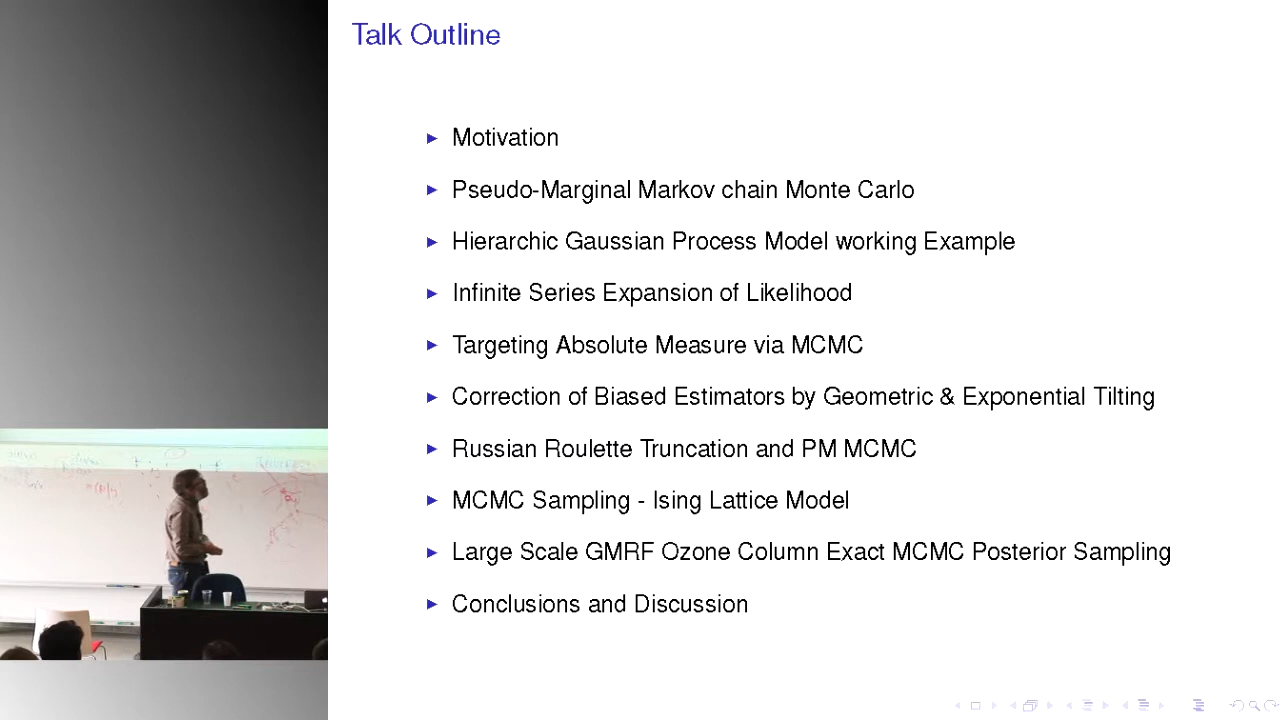 Talk Outline
Motivation
Pseudo-Marginal Markov chain Monte Carlo
Hierarchic Gaussian Process Model working Example
Infinite Series Expansion of Likelihood
Targeting Absolute Measure via MCMC
Correction of Biased Estimators by Geometric & Exponential Tilting
Russian Roulette Truncation and PM MCMC
MCMC Sampling - Ising Lattice Model
Large Scale GMRF Ozone Column Exact MCMC Posterior Sampling
Conclusions and Discussion